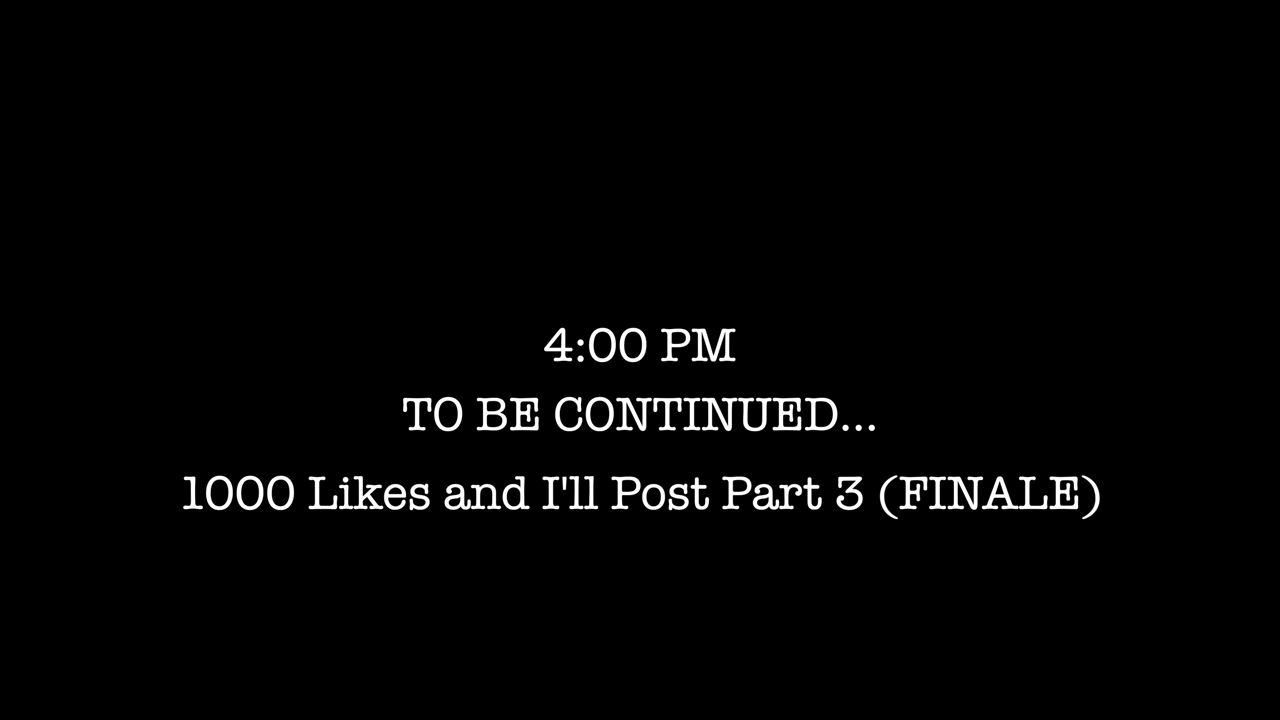 4:00 PM
TO BE CONTINUED...
1000 Likes and I'll Post Part 3 (FINALE)